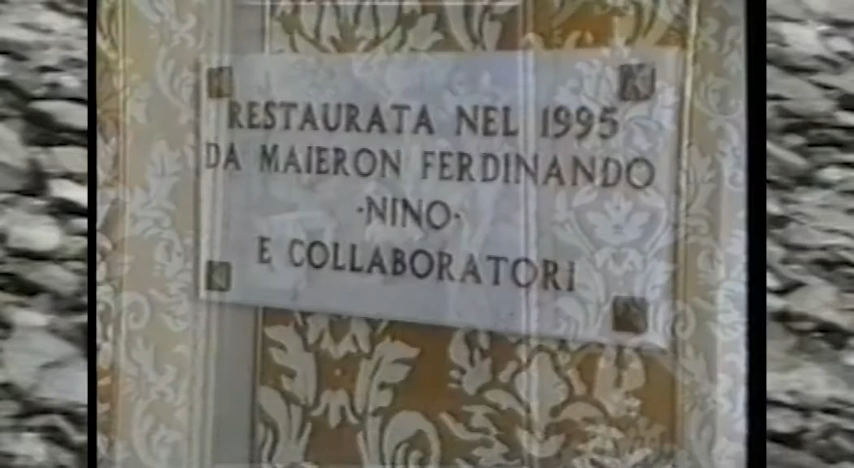 RESTAURATA NEL 1995
DA MAIERON FERDINANDO
·NINO·
E COLLABORATORI